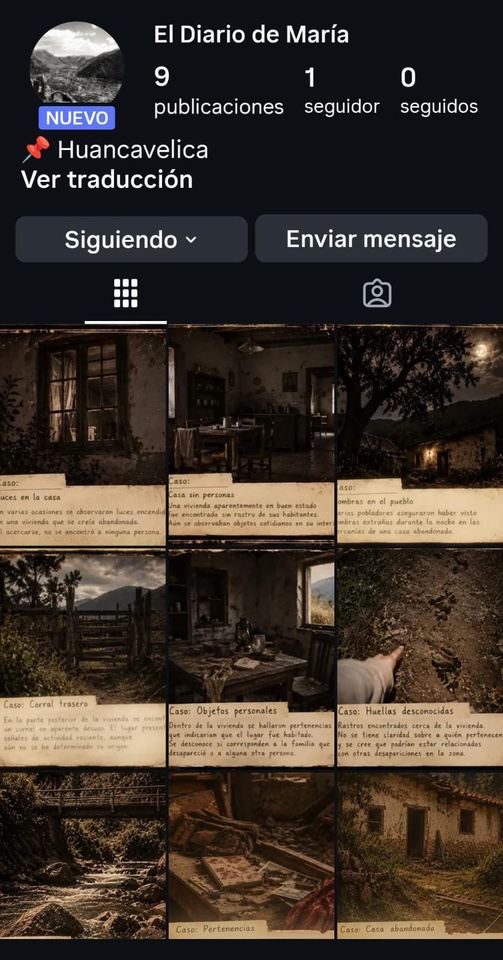 El Diario de María
9
1
0
publicaciones
seguidor
seguidos
NUEVO
📌 Huancavelica
Ver traducción
Siguiendo
Enviar mensaje
Caso:
uces en la casa
n varias ocasiones se observaron luces encendid
n una vivienda que se creía abandonada.
l acercarse, no se encontró a ninguna persona.
Caso:
Casa sin personas
Una vivienda aparentemente en buen estado
fue encontrada sin rastro de sus habitantes.
Aún se observaban objetos cotidianos en su inter
aso:
ombras en el pueblo
arios pobladores aseguraron haber visto
ombras extrañas durante la noche en las
ercanías de una casa abandonada.
Caso: Corral trasero
En la parte posterior de la vivienda se encont
un corral en aparente desuso. El lugar presen
señales de actividad reciente, aunque
aún no se ha determinado su origen.
Caso: Objetos personales
Dentro de la vivienda se hallaron pertenencias
que indicarían que el lugar fue habitado.
Se desconoce si corresponden a la familia que
desapareció o a alguna otra persona.
Caso: Huellas desconocidas
Rastros encontrados cerca de la vivienda.
No se tiene claridad sobre a quién pertenecen
y se cree que podrían estar relacionados
con otras desapariciones en la zona.
Caso: Pertenencias
Caso: Casa abandonada